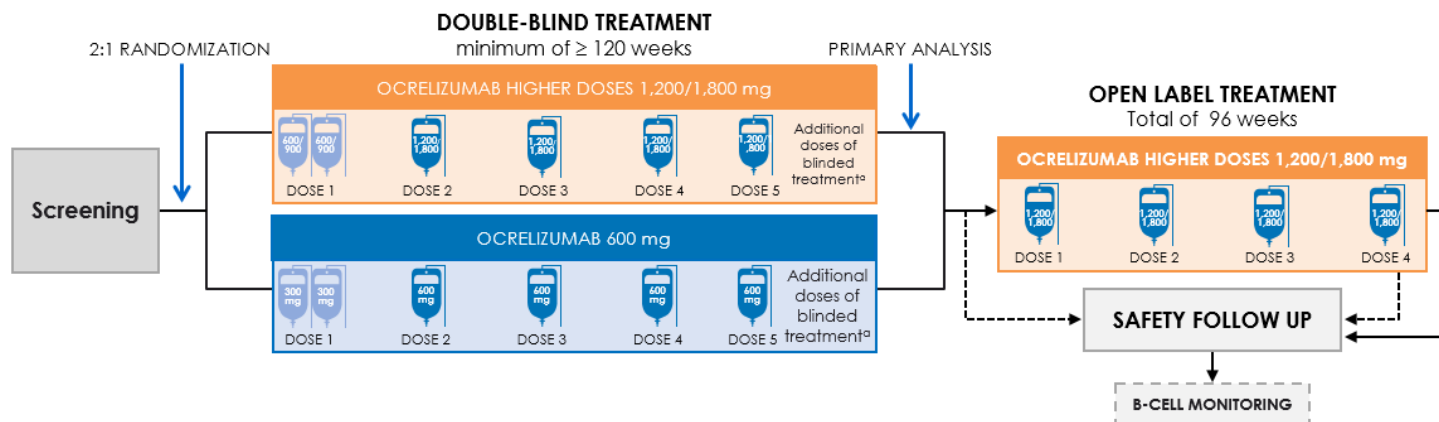 DOUBLE-BLIND TREATMENT
minimum of ≥ 120 weeks
2:1 RANDOMIZATION
PRIMARY ANALYSIS
Screening
OCRELIZUMAB HIGHER DOSES 1,200/1,800 mg
600/
900
600/
900
1,200/
1,800
1,200/
1,800
1,200/
1,800
1,200/
,800
DOSE 1
DOSE 2
DOSE 3
DOSE 4
DOSE 5
Additional
doses of
blinded
treatmentᵃ
OCRELIZUMAB 600 mg
300
mg
300
mg
600
mg
600
mg
600
mg
600
mg
DOSE 1
DOSE 2
DOSE 3
DOSE 4
DOSE 5
Additional
doses of
blinded
treatmentᵃ
OPEN LABEL TREATMENT
Total of 96 weeks
OCRELIZUMAB HIGHER DOSES 1,200/1,800 mg
1,200/
1,800
1,200/
1,800
1,200/
1,800
1,200/
1,800
DOSE 1
DOSE 2
DOSE 3
DOSE 4
SAFETY FOLLOW UP
B-CELL MONITORING